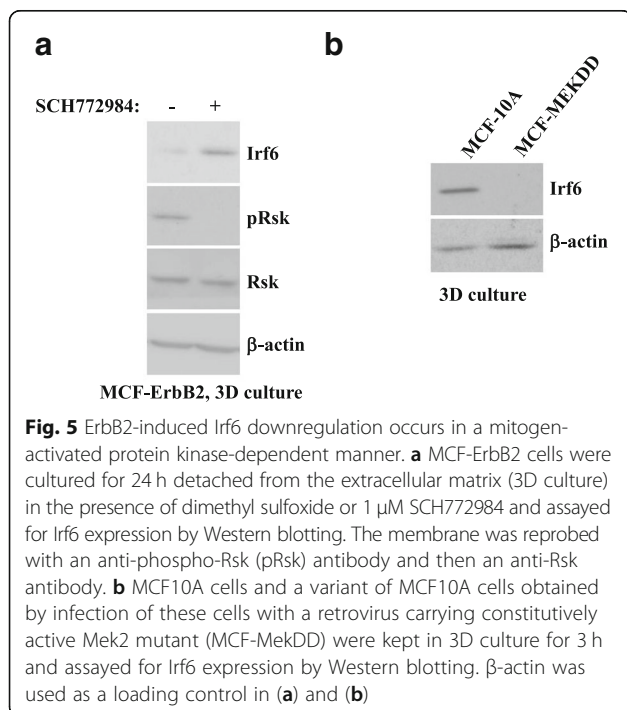 a
b
SCH772984: - +
Irf6
pRsk
Rsk
β-actin
MCF-ErbB2, 3D culture
MCF-10A
MCF-MEKDD
Irf6
β-actin
3D culture
Fig. 5 ErbB2-induced Irf6 downregulation occurs in a mitogen-
activated protein kinase-dependent manner. a MCF-ErbB2 cells were
cultured for 24 h detached from the extracellular matrix (3D culture)
in the presence of dimethyl sulfoxide or 1 μM SCH772984 and assayed
for Irf6 expression by Western blotting. The membrane was reprobed
with an anti-phospho-Rsk (pRsk) antibody and then an anti-Rsk
antibody. b MCF10A cells and a variant of MCF10A cells obtained
by infection of these cells with a retrovirus carrying constitutively
active Mek2 mutant (MCF-MekDD) were kept in 3D culture for 3 h
and assayed for Irf6 expression by Western blotting. β-actin was
used as a loading control in (a) and (b)